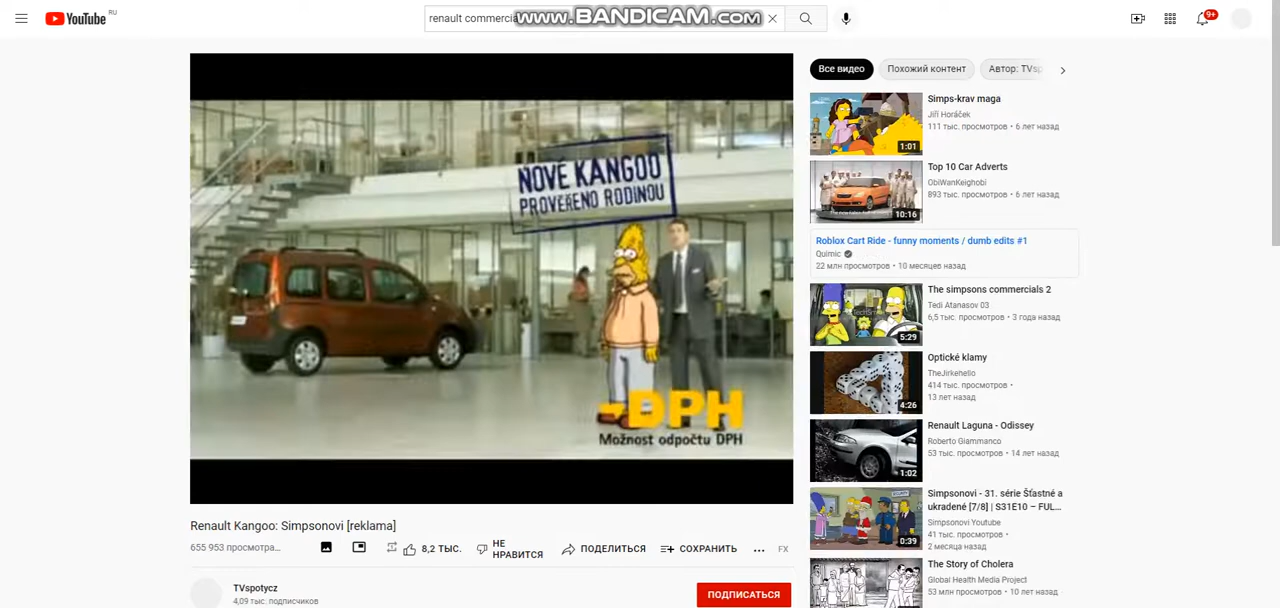 YouTube RU
renault commercia
www.BANDICAM.com
9+
NOVÉ KANGOO
PROVĚŘENO RODINOU
-DPH
Možnost odpočtu DPH
Renault Kangoo: Simpsonovi [reklama]
655 953 просмотра...
8,2 ТЫС.
НЕ
НРАВИТСЯ
ПОДЕЛИТЬСЯ
СОХРАНИТЬ
FX
TVspotycz
4,09 тыс. подписчиков
ПОДПИСАТЬСЯ
Все видео
Похожий контент
Автор: TVsp
Simps-krav maga
Jiří Horáček
111 тыс. просмотров • 6 лет назад
1:01
Top 10 Car Adverts
ObiWanKeighobi
893 тыс. просмотров • 6 лет назад
10:16
Roblox Cart Ride - funny moments / dumb edits #1
Quimic
22 млн просмотров • 10 месяцев назад
The simpsons commercials 2
Tedi Atanasov 03
6,5 тыс. просмотров • 3 года назад
5:29
Optické klamy
TheJirkehello
414 тыс. просмотров •
13 лет назад
4:26
Renault Laguna - Odissey
Roberto Giammanco
53 тыс. просмотров • 14 лет назад
1:02
Simpsonovi - 31. série Šťastné a
ukradené [7/8] | S31E10 – FUL...
Simpsonovi Youtube
41 тыс. просмотров •
2 месяца назад
0:39
The Story of Cholera
Global Health Media Project
53 млн просмотров • 10 лет назад